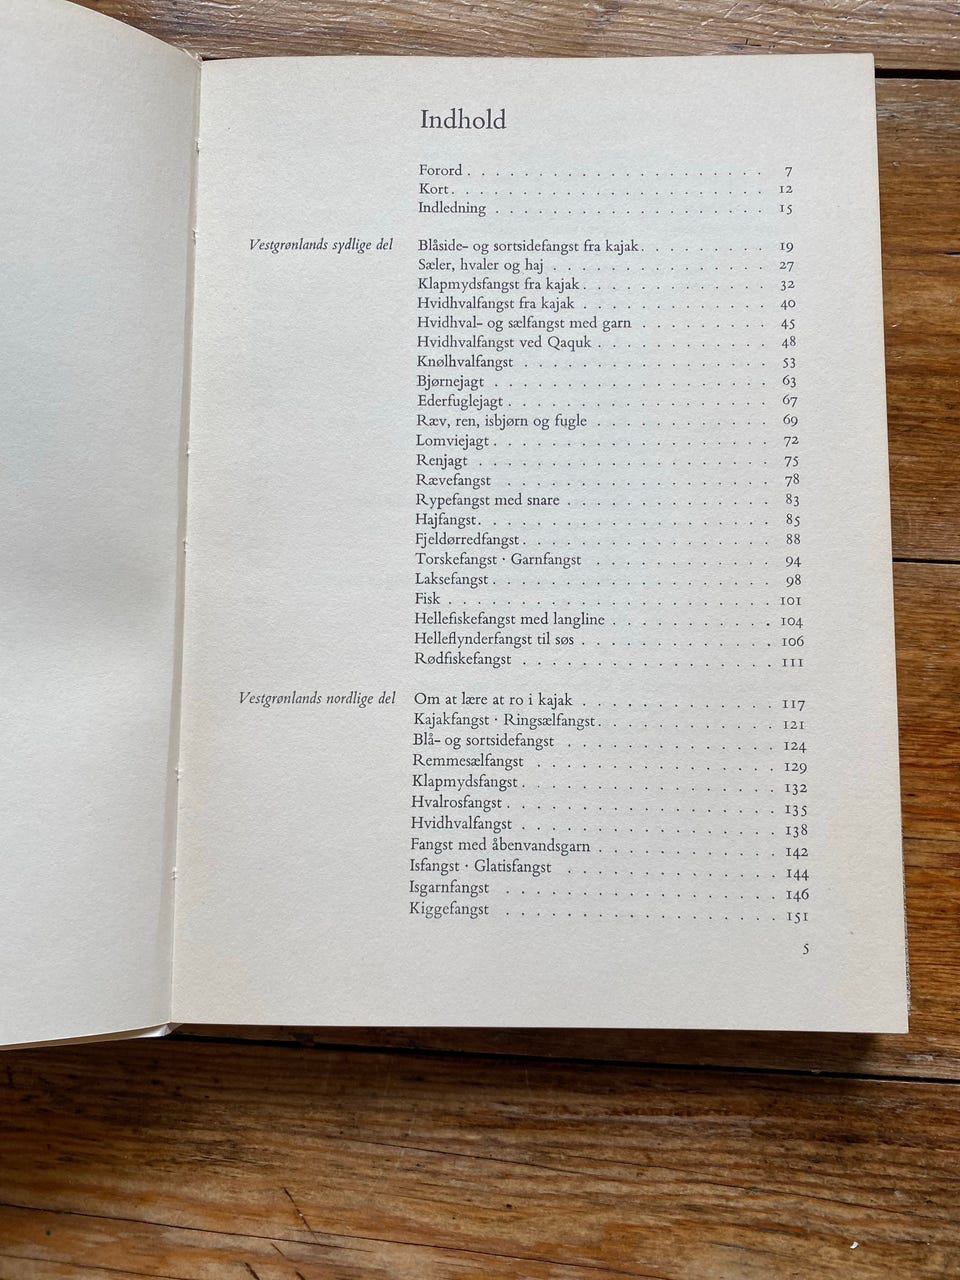 Indhold
Forord . . . . . . . . . . . . . . . . 7
Kort. . . . . . . . . . . . . . . . . 12
Indledning . . . . . . . . . . . . . . . 15
Vestgrønlands sydlige del Blåside- og sortsidefangst fra kajak. . . . . . . 19
Sæler, hvaler og haj . . . . . . . . . . . . 27
Klapmydsfangst fra kajak. . . . . . . . . . 32
Hvidhvalfangst fra kajak . . . . . . . . . . 40
Hvidhval- og sælfangst med garn . . . . . . . 45
Hvidhvalfangst ved Qaquk . . . . . . . . . 48
Knølhvalfangst . . . . . . . . . . . . . 53
Bjørnejagt . . . . . . . . . . . . . . . 63
Ederfuglejagt . . . . . . . . . . . . . . 67
Ræv, ren, isbjørn og fugle . . . . . . . . . 69
Lomviejagt . . . . . . . . . . . . . . . 72
Renjagt . . . . . . . . . . . . . . . . 75
Rævefangst . . . . . . . . . . . . . . . 78
Rypefangst med snare . . . . . . . . . . . 83
Hajfangst. . . . . . . . . . . . . . . . 85
Fjeldørredfangst . . . . . . . . . . . . . 88
Torskefangst · Garnfangst . . . . . . . . . 94
Laksefangst . . . . . . . . . . . . . . . 98
Fisk . . . . . . . . . . . . . . . . . 101
Hellefiskefangst med langline . . . . . . . . 104
Helleflynderfangst til søs . . . . . . . . . . 106
Rødfiskefangst . . . . . . . . . . . . . 111
Vestgrønlands nordlige del Om at lære at ro i kajak . . . . . . . . . . 117
Kajakfangst · Ringsælfangst. . . . . . . . . 121
Blå- og sortsidefangst . . . . . . . . . . . 124
Remmesælfangst . . . . . . . . . . . . . 129
Klapmydsfangst . . . . . . . . . . . . . 132
Hvalrosfangst . . . . . . . . . . . . . . 135
Hvidhvalfangst . . . . . . . . . . . . . 138
Fangst med åbenvandsgarn . . . . . . . . . 142
Isfangst · Glatisfangst . . . . . . . . . . . 144
Isgarnfangst . . . . . . . . . . . . . . 146
Kiggefangst . . . . . . . . . . . . . . 151
5